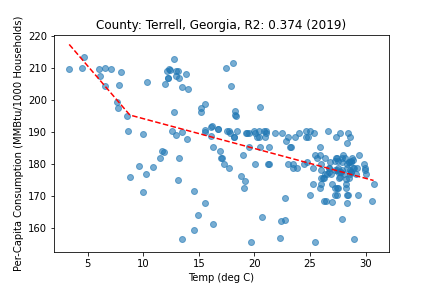 County: Terrell, Georgia, R2: 0.374 (2019)
Per-Capita Consumption (MMBtu/1000 Households)
220
210
200
190
180
170
160
5 10 15 20 25 30
Temp (deg C)